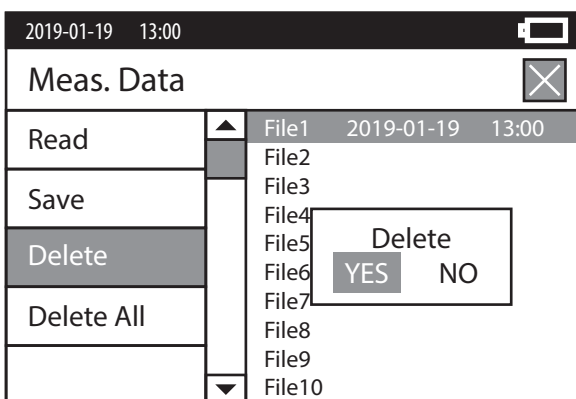 2019-01-19 13:00
Meas. Data
Read
Save
Delete
Delete All
File1 2019-01-19 13:00
File2
File3
File4
File5
File6
File7
File8
File9
File10
Delete
YES NO